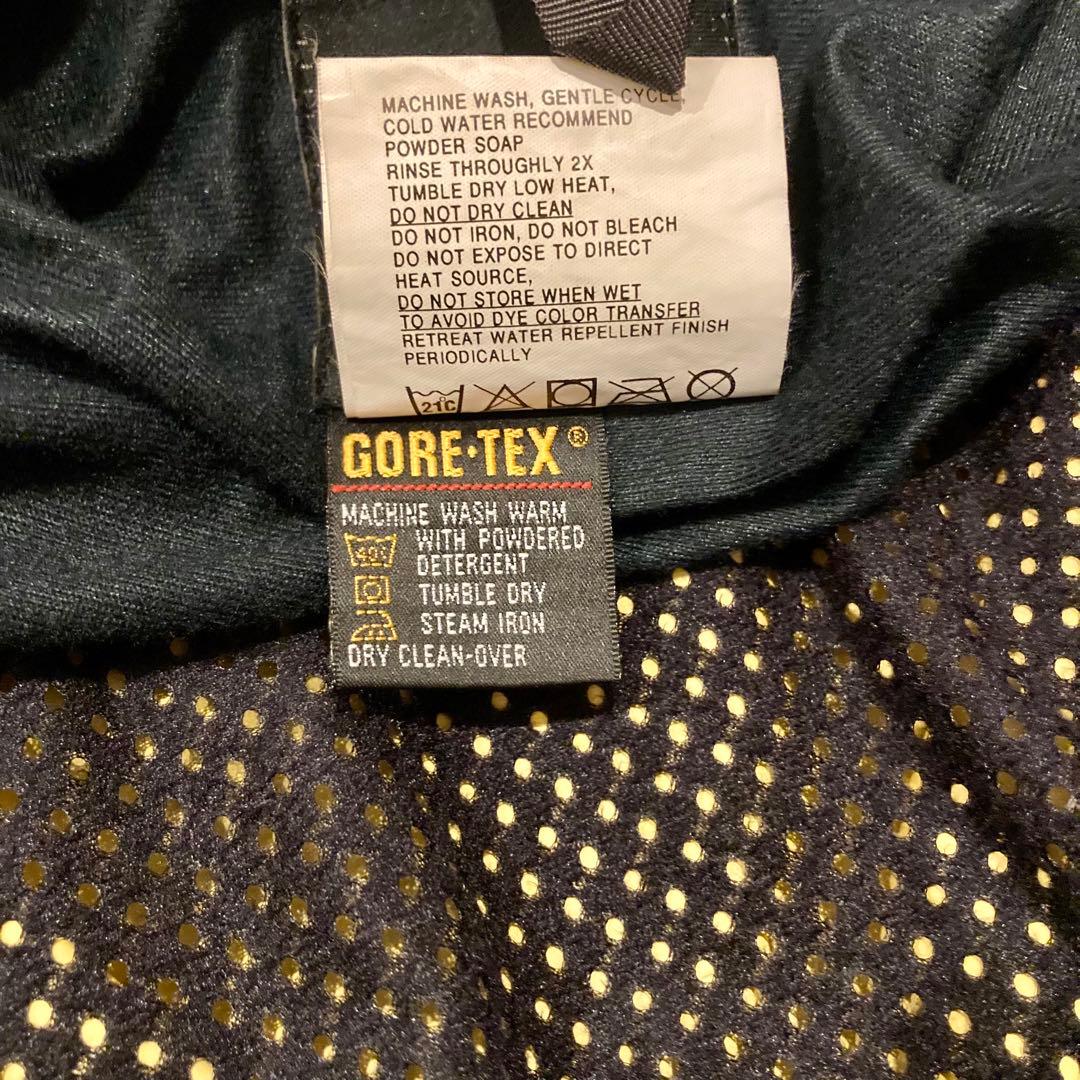 MACHINE WASH, GENTLE CYCLE,
COLD WATER RECOMMEND
POWDER SOAP
RINSE THROUGHLY 2X
TUMBLE DRY LOW HEAT,
DO NOT DRY CLEAN
DO NOT IRON, DO NOT BLEACH
DO NOT EXPOSE TO DIRECT
HEAT SOURCE,
DO NOT STORE WHEN WET
TO AVOID DYE COLOR TRANSFER
RETREAT WATER REPELLENT FINISH
PERIODICALLY
21°C
GORE·TEX®
MACHINE WASH WARM
40° WITH POWDERED
DETERGENT
TUMBLE DRY
STEAM IRON
DRY CLEAN-OVER